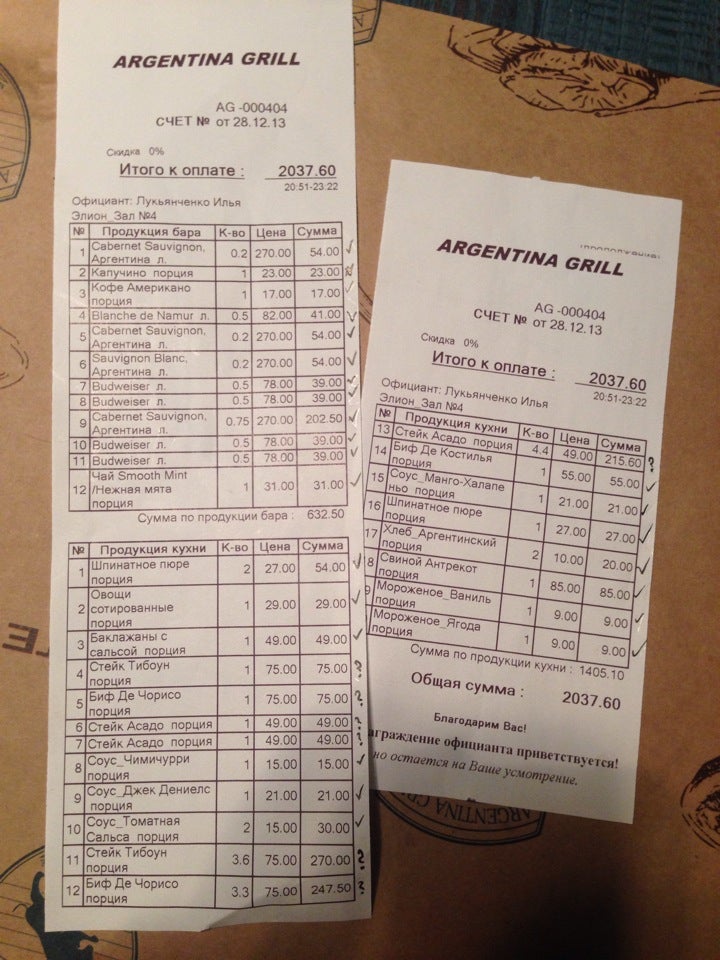 ARGENTINA GRILL
AG -000404
СЧЕТ № от 28.12.13
Скидка 0%
Итого к оплате : 2037.60
20:51-23:22
Официант: Лукьянченко Илья
Элион_Зал №4
№ Продукция бара К-во Цена Сумма
1 Cabernet Sauvignon, Аргентина л. 0.2 270.00 54.00
2 Капучино порция 1 23.00 23.00
3 Кофе Американо порция 1 17.00 17.00
4 Blanche de Namur л. 0.5 82.00 41.00
5 Cabernet Sauvignon, Аргентина л. 0.2 270.00 54.00
6 Sauvignon Blanc, Аргентина л. 0.2 270.00 54.00
7 Budweiser л. 0.5 78.00 39.00
8 Budweiser л. 0.5 78.00 39.00
9 Cabernet Sauvignon, Аргентина л. 0.75 270.00 202.50
10 Budweiser л. 0.5 78.00 39.00
11 Budweiser л. 0.5 78.00 39.00
12 Чай Smooth Mint /Нежная мята порция 1 31.00 31.00
Сумма по продукции бара : 632.50
№ Продукция кухни К-во Цена Сумма
1 Шпинатное пюре порция 2 27.00 54.00
2 Овощи сотированные порция 1 29.00 29.00
3 Баклажаны с сальсой порция 1 49.00 49.00
4 Стейк Тибоун порция 1 75.00 75.00 ?
5 Биф Де Чорисо порция 1 75.00 75.00 ?
6 Стейк Асадо порция 1 49.00 49.00 ?
7 Стейк Асадо порция 1 49.00 49.00 ?
8 Соус_Чимичурри порция 1 15.00 15.00
9 Соус_Джек Дениелс порция 1 21.00 21.00
10 Соус_Томатная Сальса порция 2 15.00 30.00
11 Стейк Тибоун порция 3.6 75.00 270.00 ?
12 Биф Де Чорисо порция 3.3 75.00 247.50 ?
ARGENTINA GRILL
AG -000404
СЧЕТ № от 28.12.13
Скидка 0%
Итого к оплате : 2037.60
20:51-23:22
Официант: Лукьянченко Илья
Элион_Зал №4
№ Продукция кухни К-во Цена Сумма
13 Стейк Асадо порция 4.4 49.00 215.60 ?
14 Биф Де Костилья порция 1 55.00 55.00
15 Соус_Манго-Халапе ньо порция 1 21.00 21.00
16 Шпинатное пюре порция 1 27.00 27.00
17 Хлеб_Аргентинский порция 2 10.00 20.00
8 Свиной Антрекот порция 1 85.00 85.00
9 Мороженое_Ваниль порция 1 9.00 9.00
Мороженое_Ягода порция 1 9.00 9.00
Сумма по продукции кухни : 1405.10
Общая сумма : 2037.60
Благодарим Вас!
аграждение официанта приветствуется!
но остается на Ваше усмотрение.